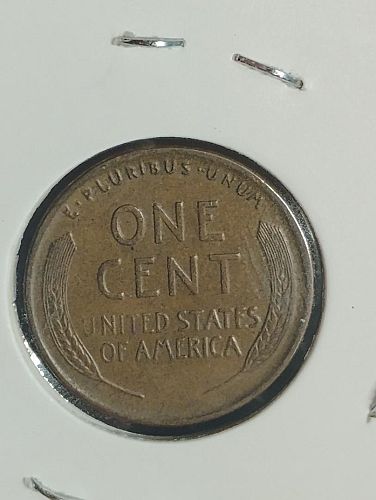 E·PLURIBUS·UNUM
ONE
CENT
UNITED STATES
OF AMERICA